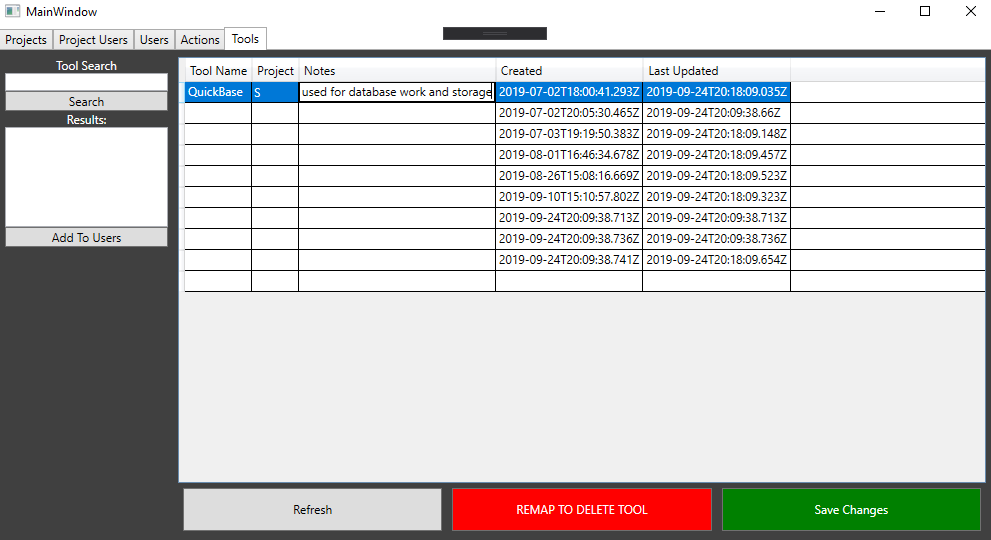 MainWindow
Projects Project Users Users Actions Tools
Tool Search
Search
Results:
Add To Users
Tool Name Project Notes Created Last Updated
QuickBase S used for database work and storage 2019-07-02T18:00:41.293Z 2019-09-24T20:18:09.035Z
2019-07-02T20:05:30.465Z 2019-09-24T20:09:38.66Z
2019-07-03T19:19:50.383Z 2019-09-24T20:18:09.148Z
2019-08-01T16:46:34.678Z 2019-09-24T20:18:09.457Z
2019-08-26T15:08:16.669Z 2019-09-24T20:18:09.523Z
2019-09-10T15:10:57.802Z 2019-09-24T20:18:09.323Z
2019-09-24T20:09:38.713Z 2019-09-24T20:09:38.713Z
2019-09-24T20:09:38.736Z 2019-09-24T20:09:38.736Z
2019-09-24T20:09:38.741Z 2019-09-24T20:18:09.654Z
Refresh REMAP TO DELETE TOOL Save Changes